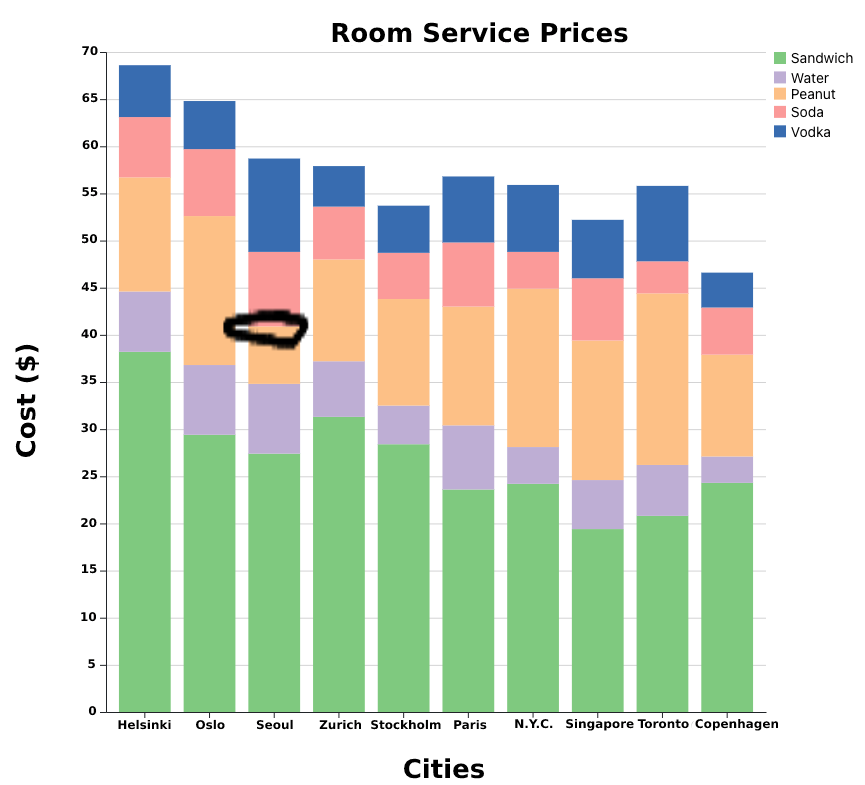 Room Service Prices
70
65
60
55
50
45
40
35
30
25
20
15
10
5
0
Cost ($)
Helsinki Oslo Seoul Zurich Stockholm Paris N.Y.C. Singapore Toronto Copenhagen
Cities
Sandwich
Water
Peanut
Soda
Vodka